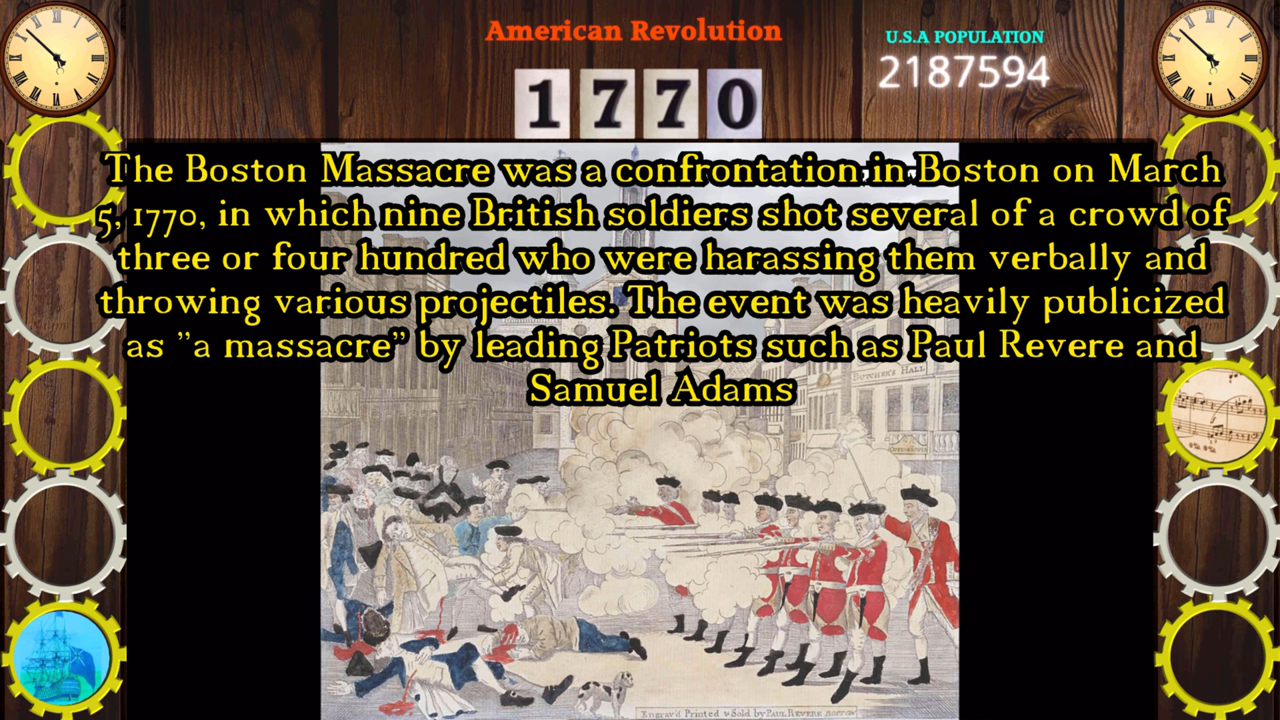 American Revolution
U.S.A POPULATION
2187594
1770
The Boston Massacre was a confrontation in Boston on March
5, 1770, in which nine British soldiers shot several of a crowd of
three or four hundred who were harassing them verbally and
throwing various projectiles. The event was heavily publicized
as "a massacre" by leading Patriots such as Paul Revere and
Samuel Adams
BUTCHER'S HALL
Engrav'd Printed & Sold by PAUL REVERE BOSTON